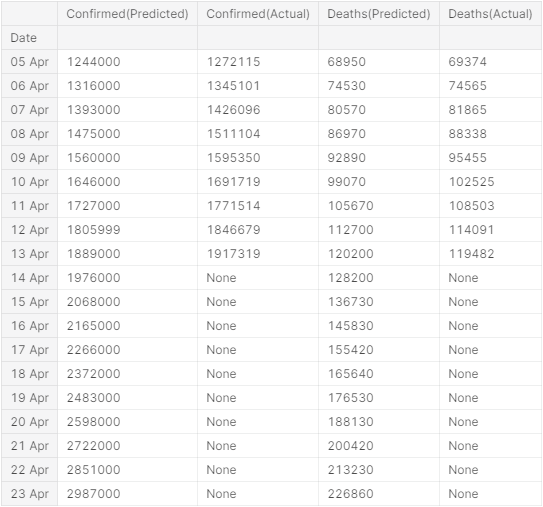 Confirmed(Predicted) Confirmed(Actual) Deaths(Predicted) Deaths(Actual)
Date
05 Apr 1244000 1272115 68950 69374
06 Apr 1316000 1345101 74530 74565
07 Apr 1393000 1426096 80570 81865
08 Apr 1475000 1511104 86970 88338
09 Apr 1560000 1595350 92890 95455
10 Apr 1646000 1691719 99070 102525
11 Apr 1727000 1771514 105670 108503
12 Apr 1805999 1846679 112700 114091
13 Apr 1889000 1917319 120200 119482
14 Apr 1976000 None 128200 None
15 Apr 2068000 None 136730 None
16 Apr 2165000 None 145830 None
17 Apr 2266000 None 155420 None
18 Apr 2372000 None 165640 None
19 Apr 2483000 None 176530 None
20 Apr 2598000 None 188130 None
21 Apr 2722000 None 200420 None
22 Apr 2851000 None 213230 None
23 Apr 2987000 None 226860 None